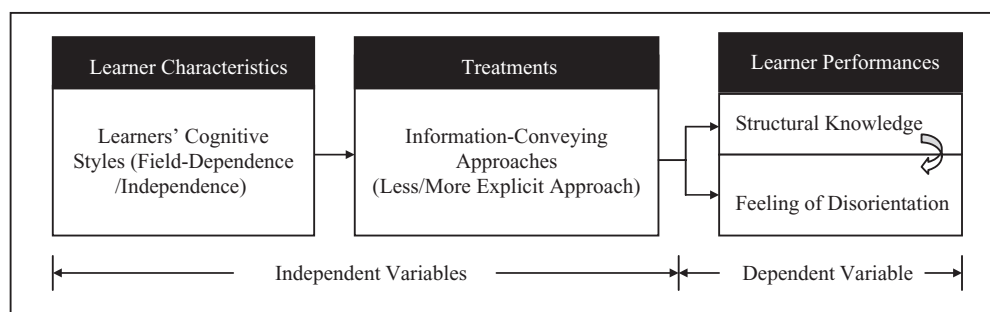 Learner Characteristics
Learners’ Cognitive
Styles (Field-Dependence
/Independence)
Treatments
Information-Conveying
Approaches
(Less/More Explicit Approach)
Learner Performances
Structural Knowledge
Feeling of Disorientation
Independent Variables
Dependent Variable